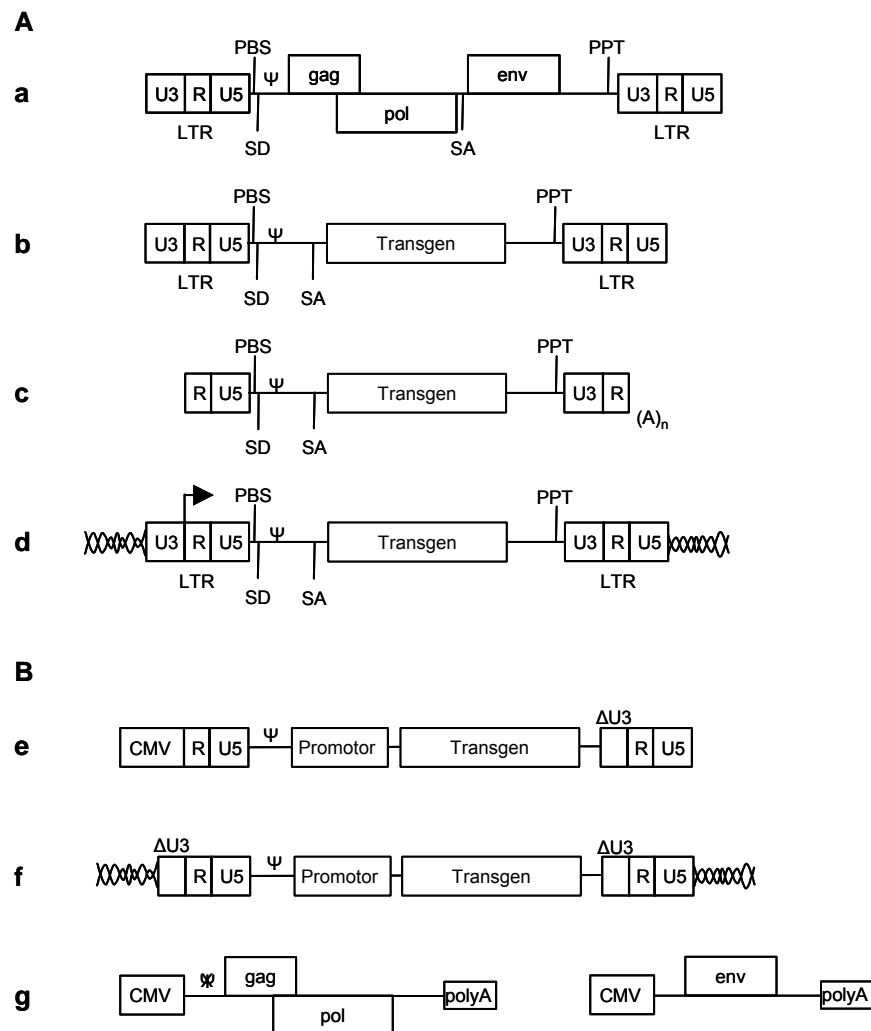 A
a
PBS
Ψ
gag
env
PPT
U3 R U5
U3 R U5
pol
LTR
SD
SA
LTR
b
PBS
Ψ
PPT
U3 R U5
Transgen
U3 R U5
LTR
SD
SA
LTR
c
PBS
Ψ
PPT
R U5
Transgen
U3 R
(A)n
SD
SA
d
PBS
Ψ
PPT
U3 R U5
Transgen
U3 R U5
LTR
SD
SA
LTR
B
e
Ψ
ΔU3
CMV R U5
Promotor
Transgen
R U5
f
ΔU3
Ψ
ΔU3
R U5
Promotor
Transgen
R U5
g
Ψ
gag
env
CMV
polyA
CMV
polyA
pol